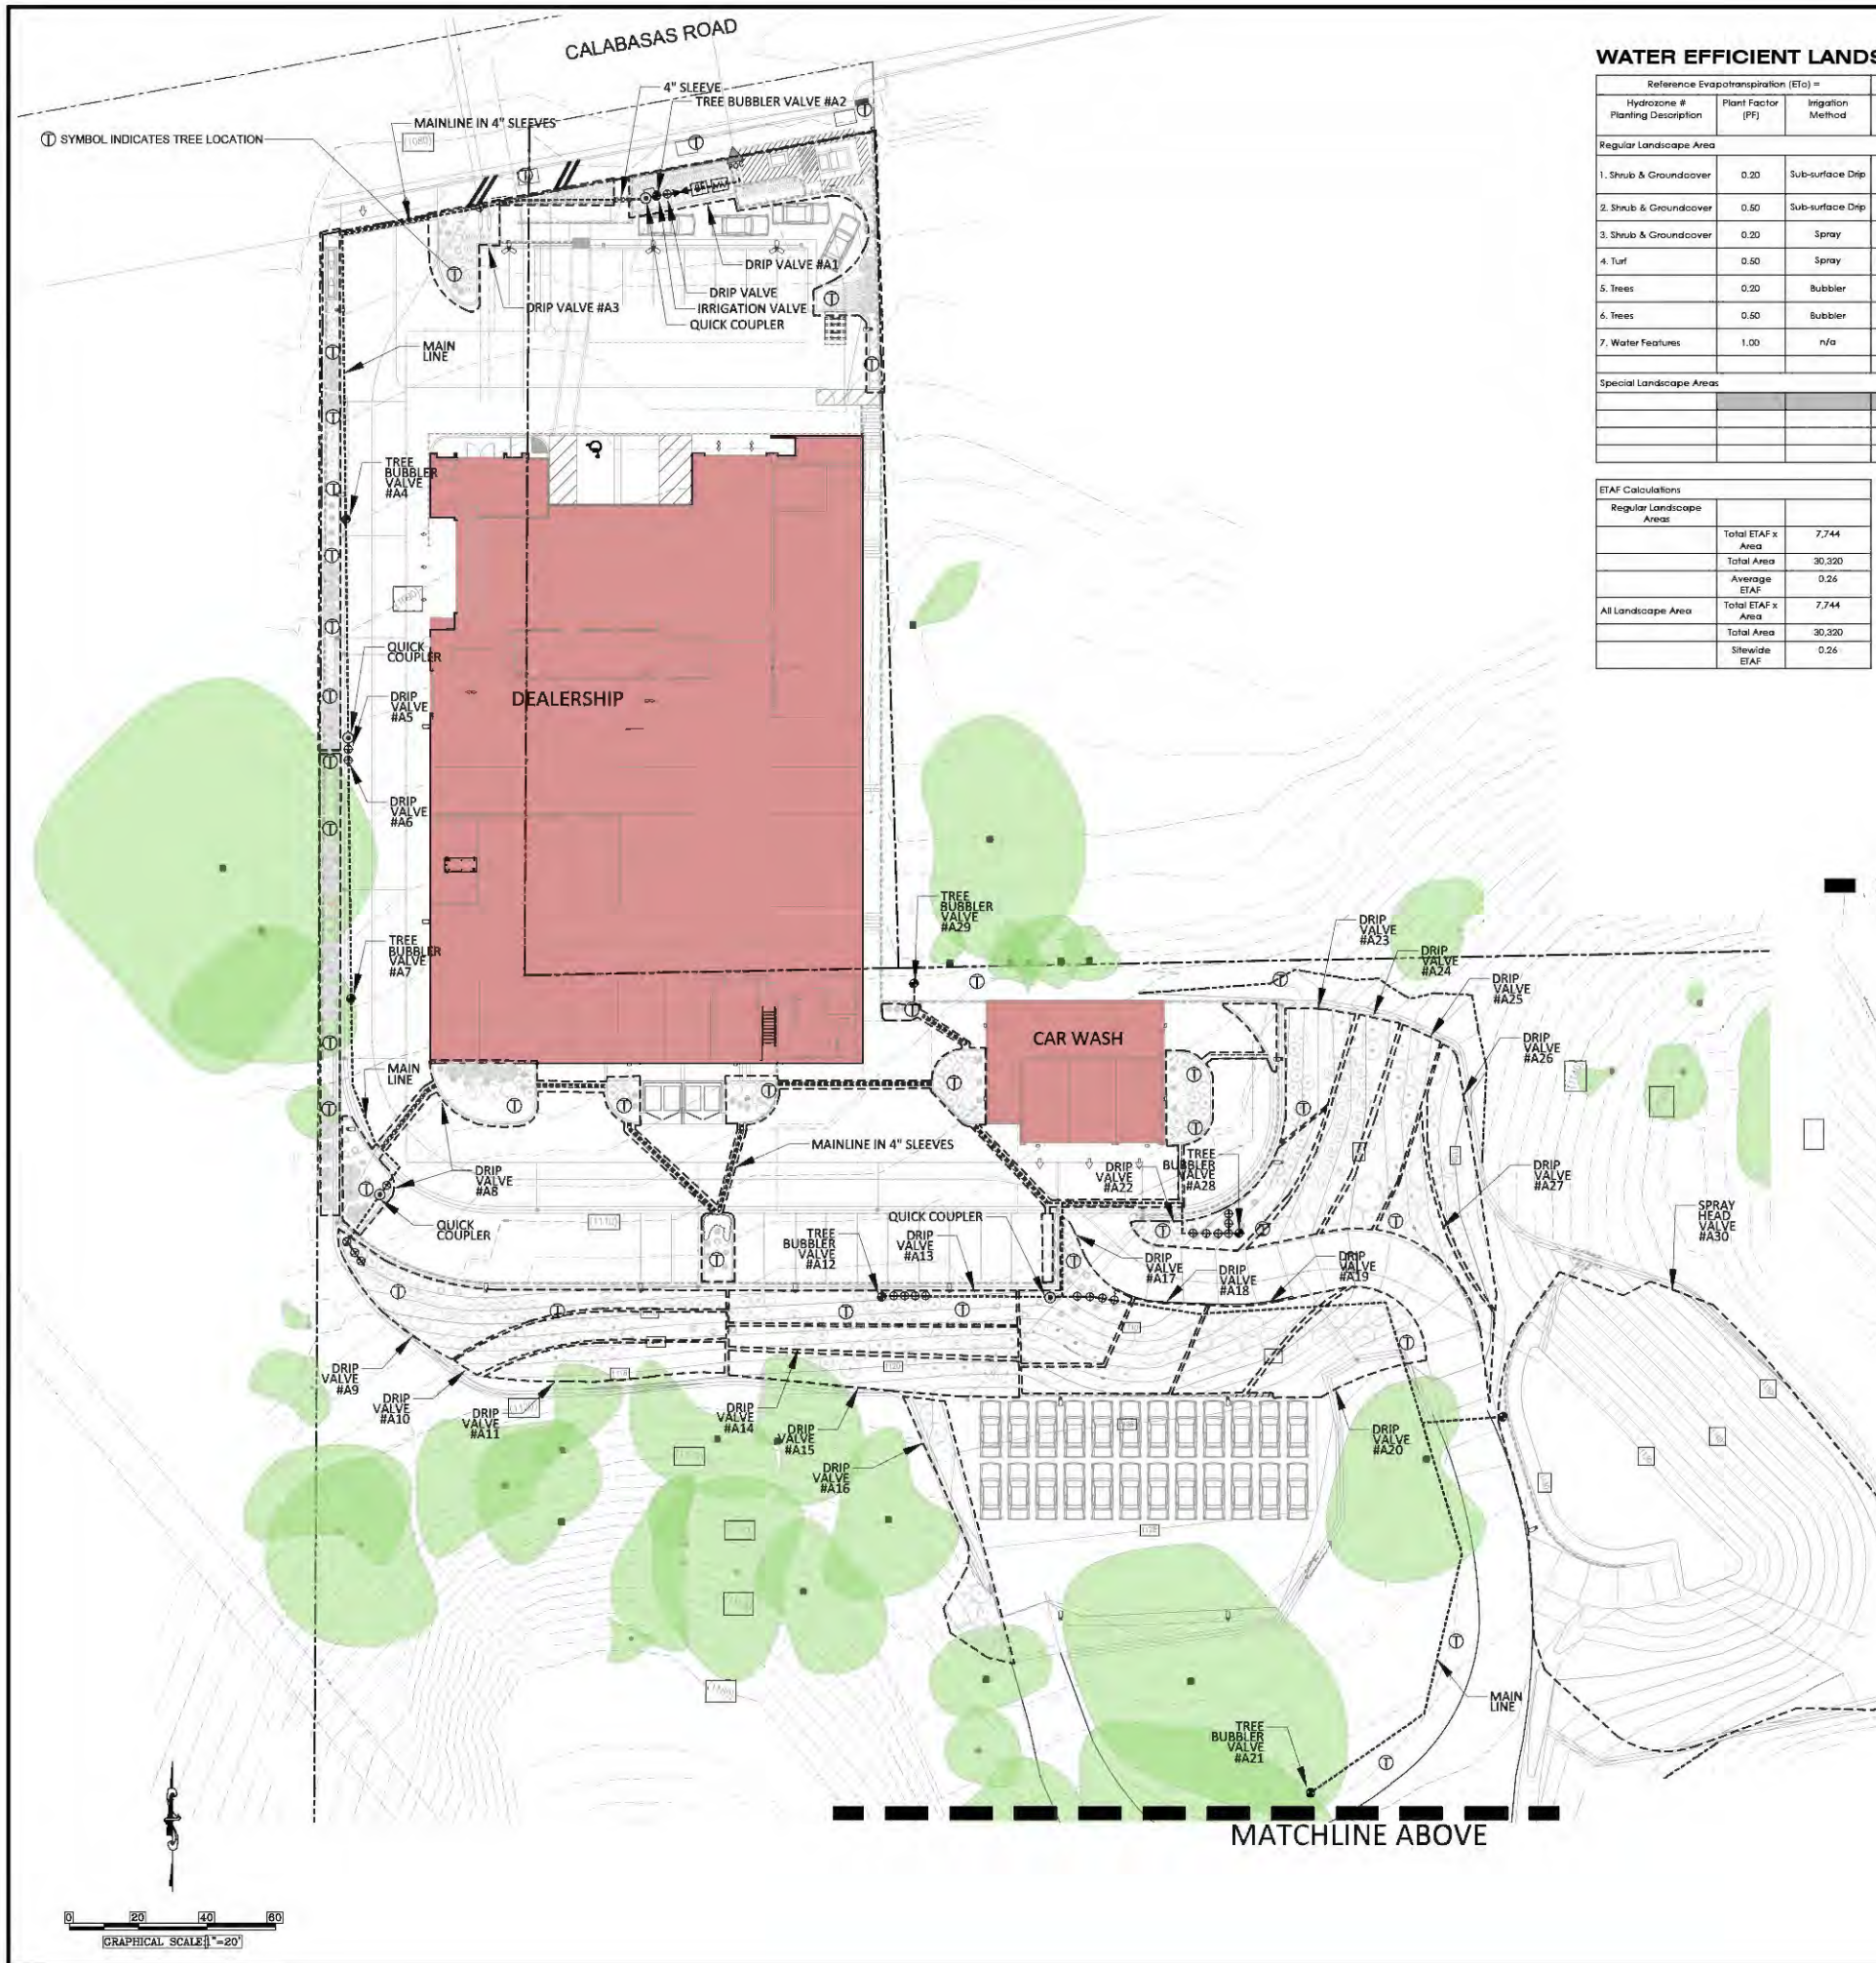 CALABASAS ROAD
4" SLEEVE
TREE BUBBLER VALVE #A2
MAINLINE IN 4" SLEEVES
T SYMBOL INDICATES TREE LOCATION
DRIP VALVE #A1
DRIP VALVE
IRRIGATION VALVE
QUICK COUPLER
DRIP VALVE #A3
MAIN
LINE
TREE
BUBBLER
VALVE
#A4
QUICK
COUPLER
DRIP
VALVE
#A5
DEALERSHIP
DRIP
VALVE
#A6
TREE
BUBBLER
VALVE
#A7
TREE
BUBBLER
VALVE
#A29
DRIP
VALVE
#A23
DRIP
VALVE
#A24
DRIP
VALVE
#A25
DRIP
VALVE
#A26
CAR WASH
MAIN
LINE
MAINLINE IN 4" SLEEVES
DRIP
VALVE
#A8
QUICK
COUPLER
DRIP
VALVE
#A22
TREE
BUBBLER
VALVE
#A28
DRIP
VALVE
#A27
SPRAY
HEAD
VALVE
#A30
QUICK COUPLER
TREE
BUBBLER
VALVE
#A12
DRIP
VALVE
#A13
DRIP
VALVE
#A17
DRIP
VALVE
#A18
DRIP
VALVE
#A19
DRIP
VALVE
#A9
DRIP
VALVE
#A10
DRIP
VALVE
#A11
DRIP
VALVE
#A14
DRIP
VALVE
#A15
DRIP
VALVE
#A16
DRIP
VALVE
#A20
MAIN
LINE
TREE
BUBBLER
VALVE
#A21
MATCHLINE ABOVE
0 20 40 60
GRAPHICAL SCALE:1"=20'
WATER EFFICIENT LANDS
Reference Evapotranspiration (ETo) =
Hydrozone # Planting Description Plant Factor (PF) Irrigation Method
Regular Landscape Area
1. Shrub & Groundcover 0.20 Sub-surface Drip
2. Shrub & Groundcover 0.50 Sub-surface Drip
3. Shrub & Groundcover 0.20 Spray
4. Turf 0.50 Spray
5. Trees 0.20 Bubbler
6. Trees 0.50 Bubbler
7. Water Features 1.00 n/a
Special Landscape Areas
ETAF Calculations
Regular Landscape Areas
Total ETAF x Area 7,744
Total Area 30,320
Average ETAF 0.26
All Landscape Area Total ETAF x Area 7,744
Total Area 30,320
Sitewide ETAF 0.26